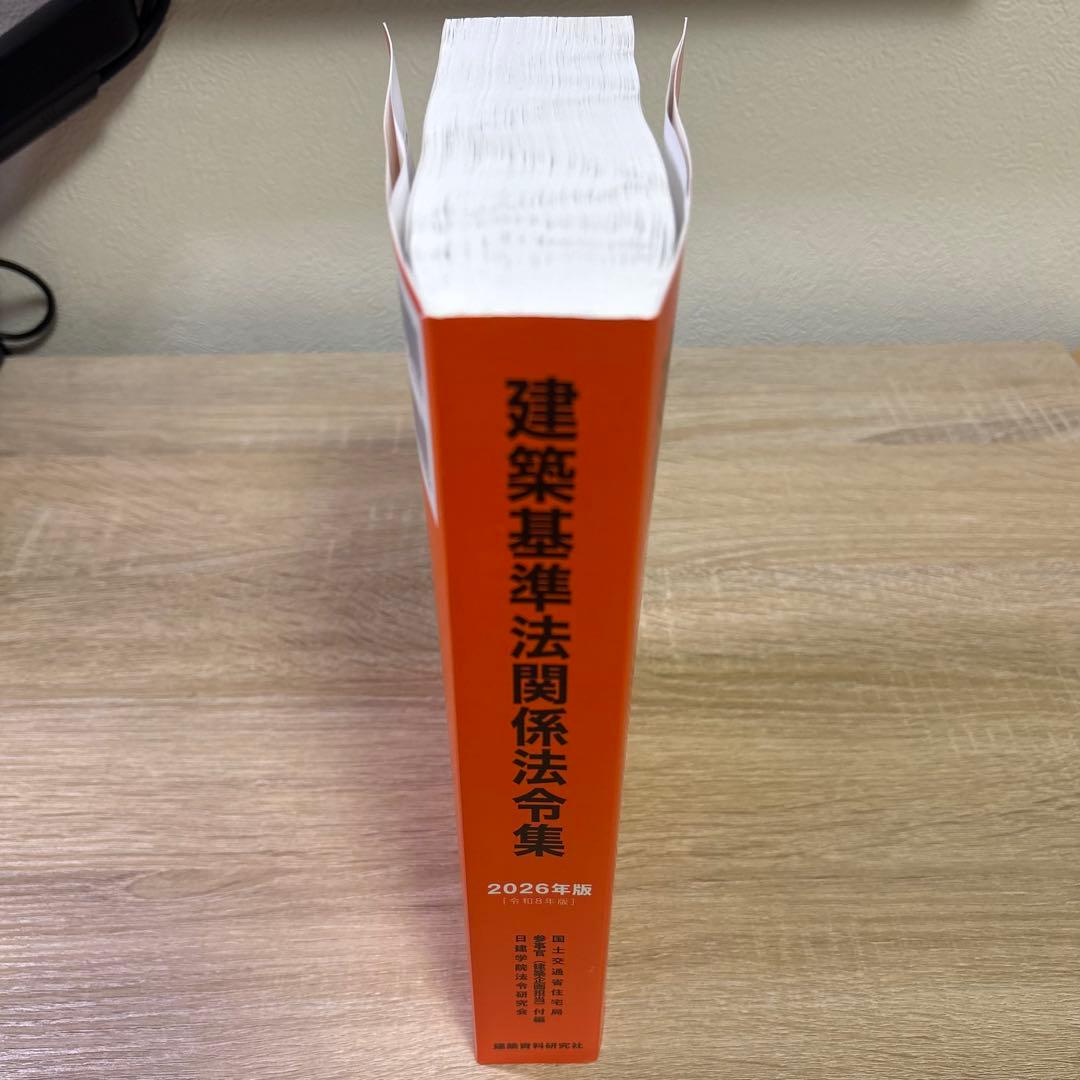 建築基準法関係法令集
2026年版
[令和8年版]
国土交通省住宅局
参事官(建築企画担当)付編
日建学院法令研究会
建築資料研究社